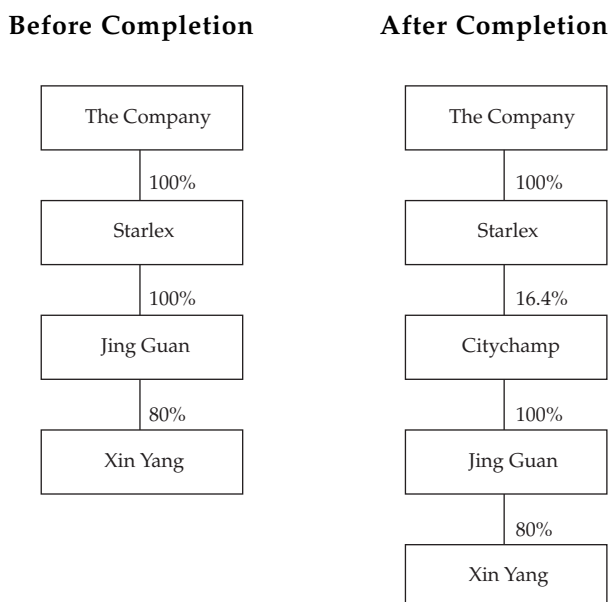 Before Completion
The Company
100%
Starlex
100%
Jing Guan
80%
Xin Yang
After Completion
The Company
100%
Starlex
16.4%
Citychamp
100%
Jing Guan
80%
Xin Yang